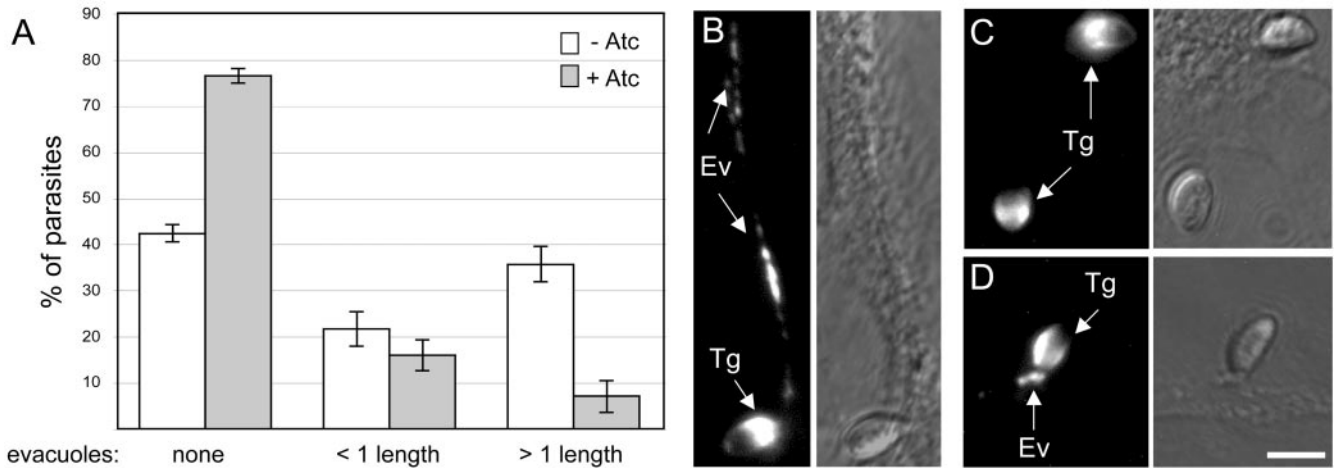 A
- Atc
+ Atc
% of parasites
90
80
70
60
50
40
30
20
10
evacuoles: none < 1 length > 1 length
B
Ev
Tg
C
Tg
D
Tg
Ev